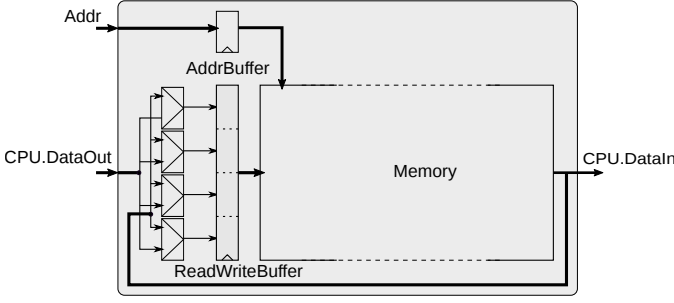 Addr
AddrBuffer
CPU.DataOut
Memory
CPU.DataIn
ReadWriteBuffer